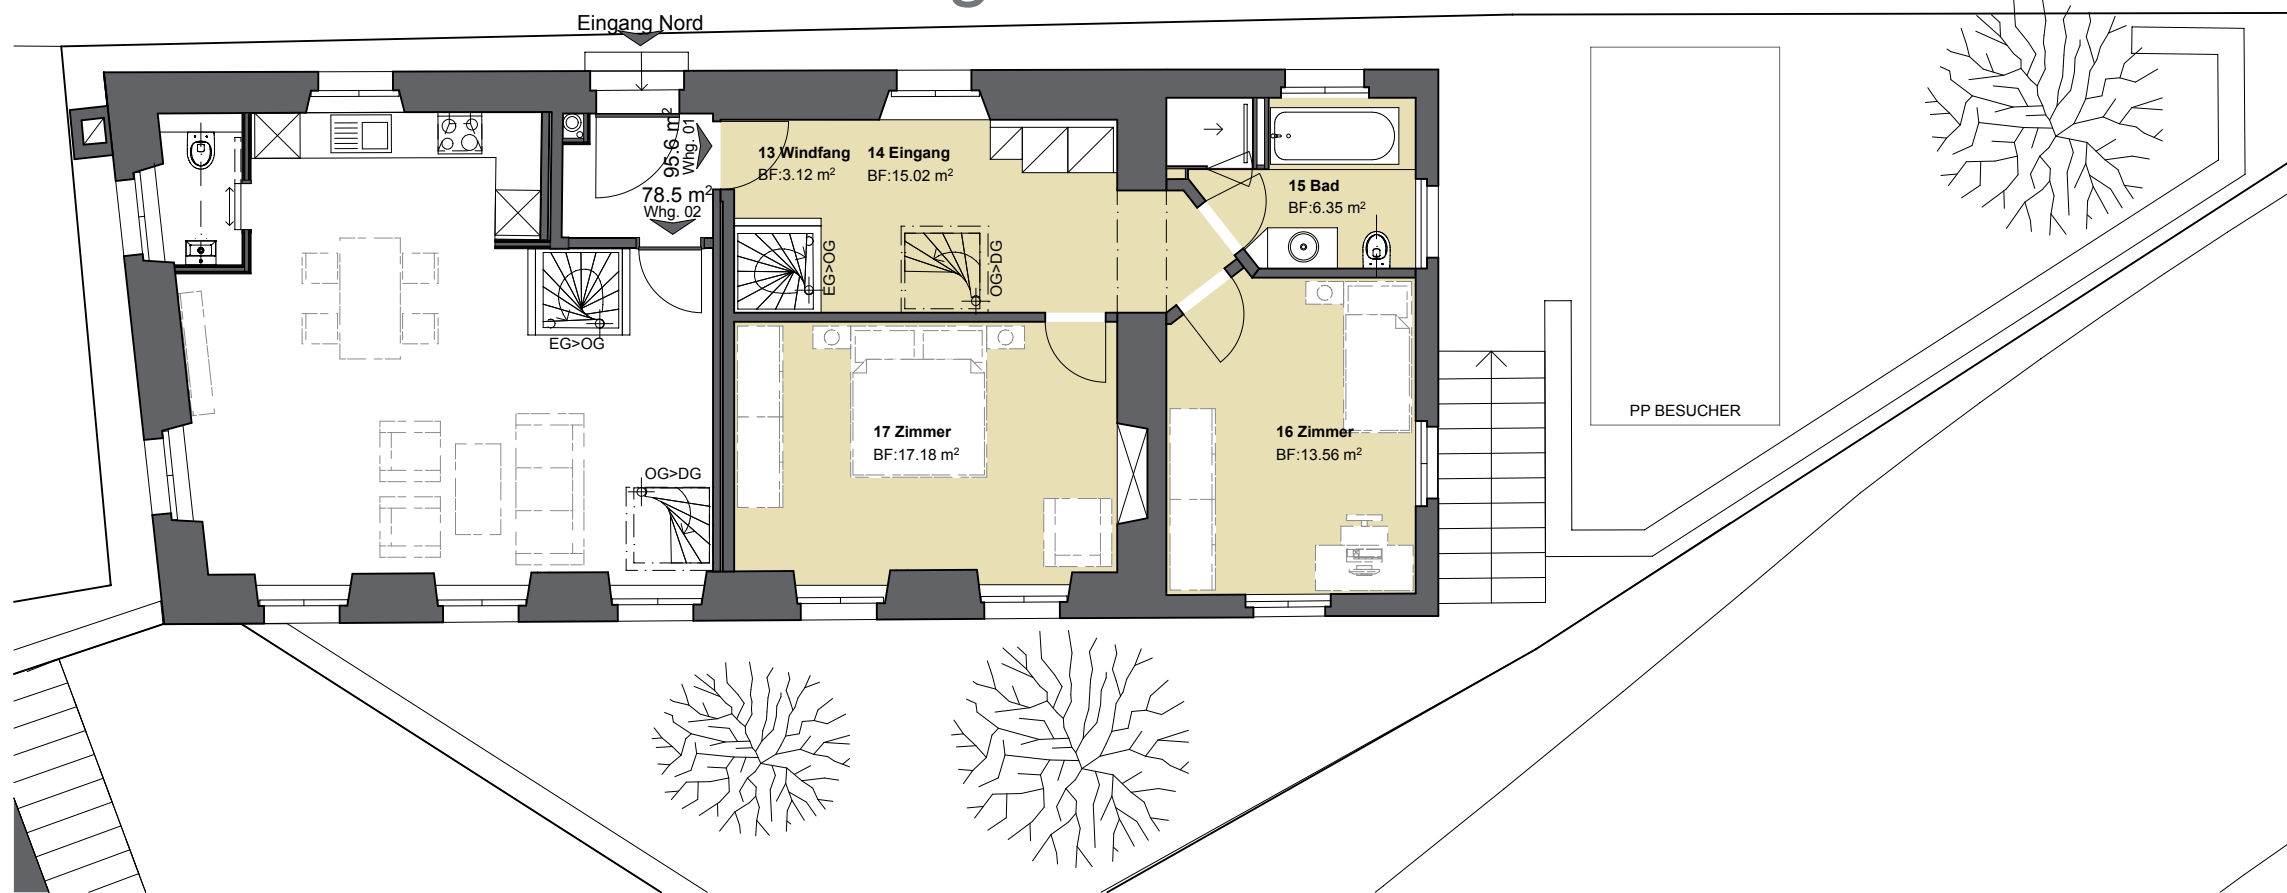 Eingang Nord
95.6 m²
Whg. 01
78.5 m²
Whg. 02
13 Windfang
BF:3.12 m²
14 Eingang
BF:15.02 m²
15 Bad
BF:6.35 m²
EG>OG
OG>DG
EG>OG
OG>DG
17 Zimmer
BF:17.18 m²
16 Zimmer
BF:13.56 m²
PP BESUCHER